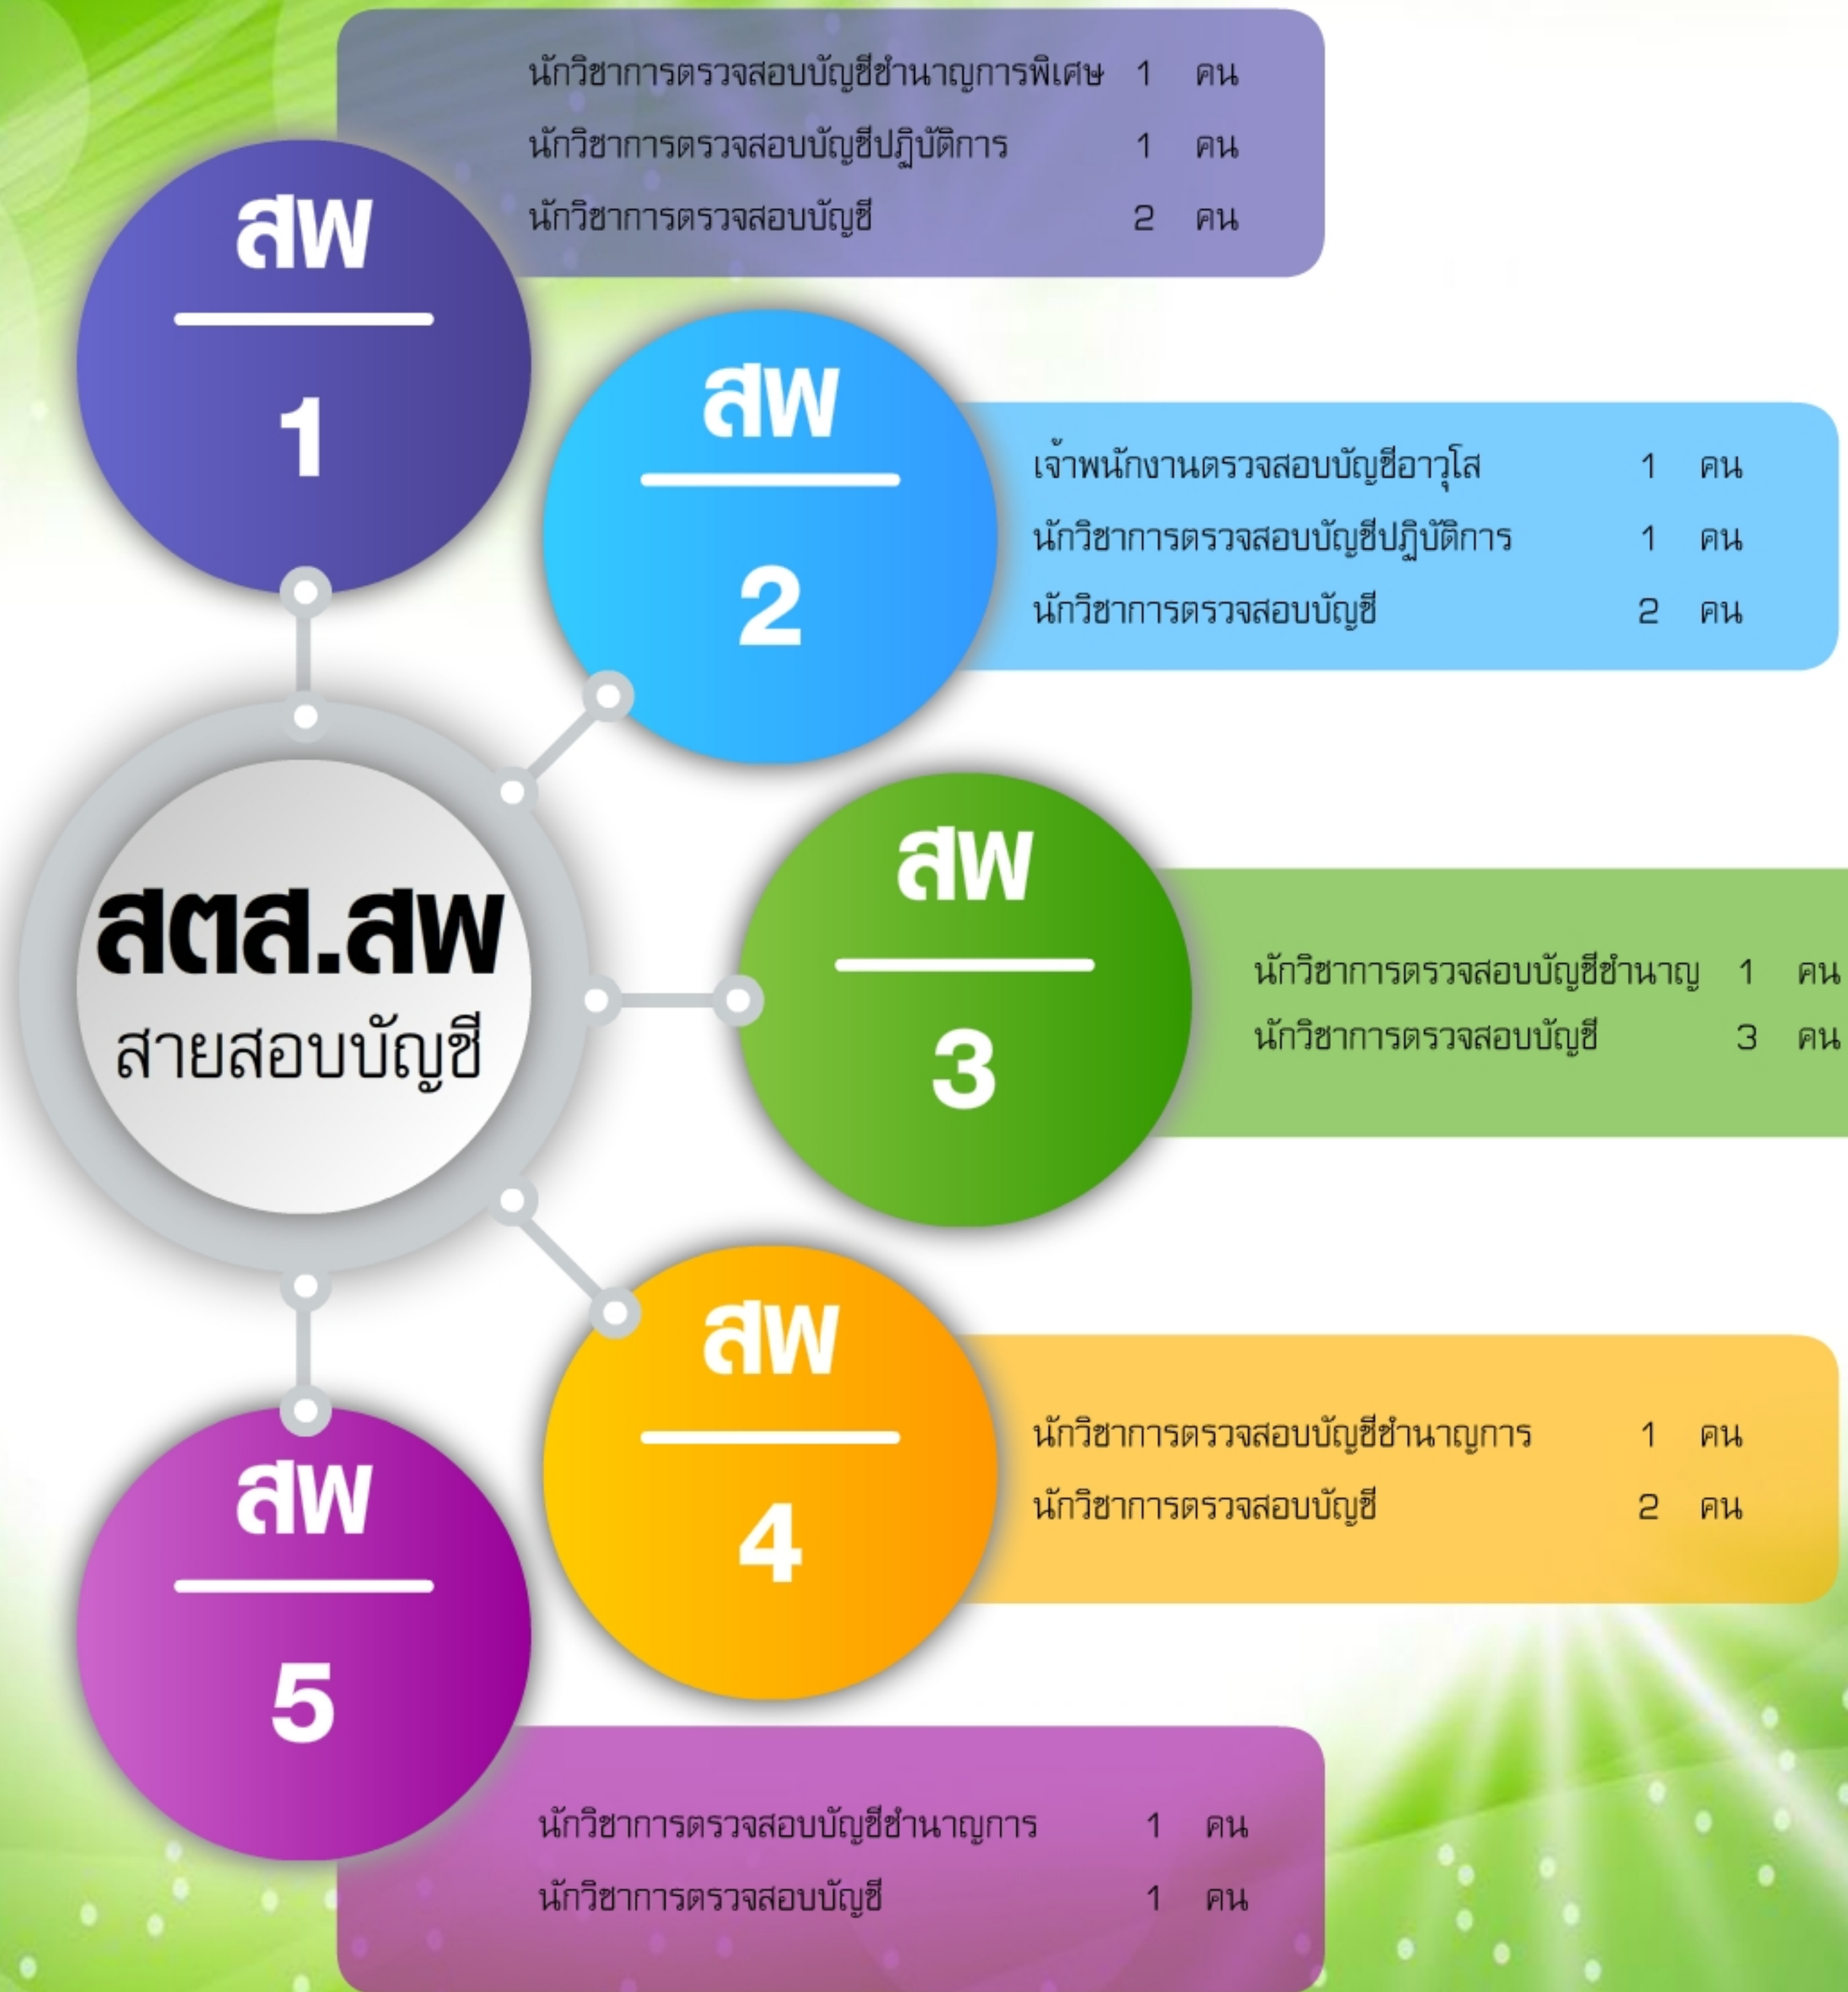 นักวิชาการตรวจสอบบัญชีชำนาญการพิเศษ 1 คน
นักวิชาการตรวจสอบบัญชีปฏิบัติการ 1 คน
นักวิชาการตรวจสอบบัญชี 2 คน
สพ
1
สพ
2
เจ้าพนักงานตรวจสอบบัญชีอาวุโส 1 คน
นักวิชาการตรวจสอบบัญชีปฏิบัติการ 1 คน
นักวิชาการตรวจสอบบัญชี 2 คน
สตส.สพ
สายสอบบัญชี
สพ
3
นักวิชาการตรวจสอบบัญชีชำนาญ 1 คน
นักวิชาการตรวจสอบบัญชี 3 คน
สพ
4
นักวิชาการตรวจสอบบัญชีชำนาญการ 1 คน
นักวิชาการตรวจสอบบัญชี 2 คน
สพ
5
นักวิชาการตรวจสอบบัญชีชำนาญการ 1 คน
นักวิชาการตรวจสอบบัญชี 1 คน